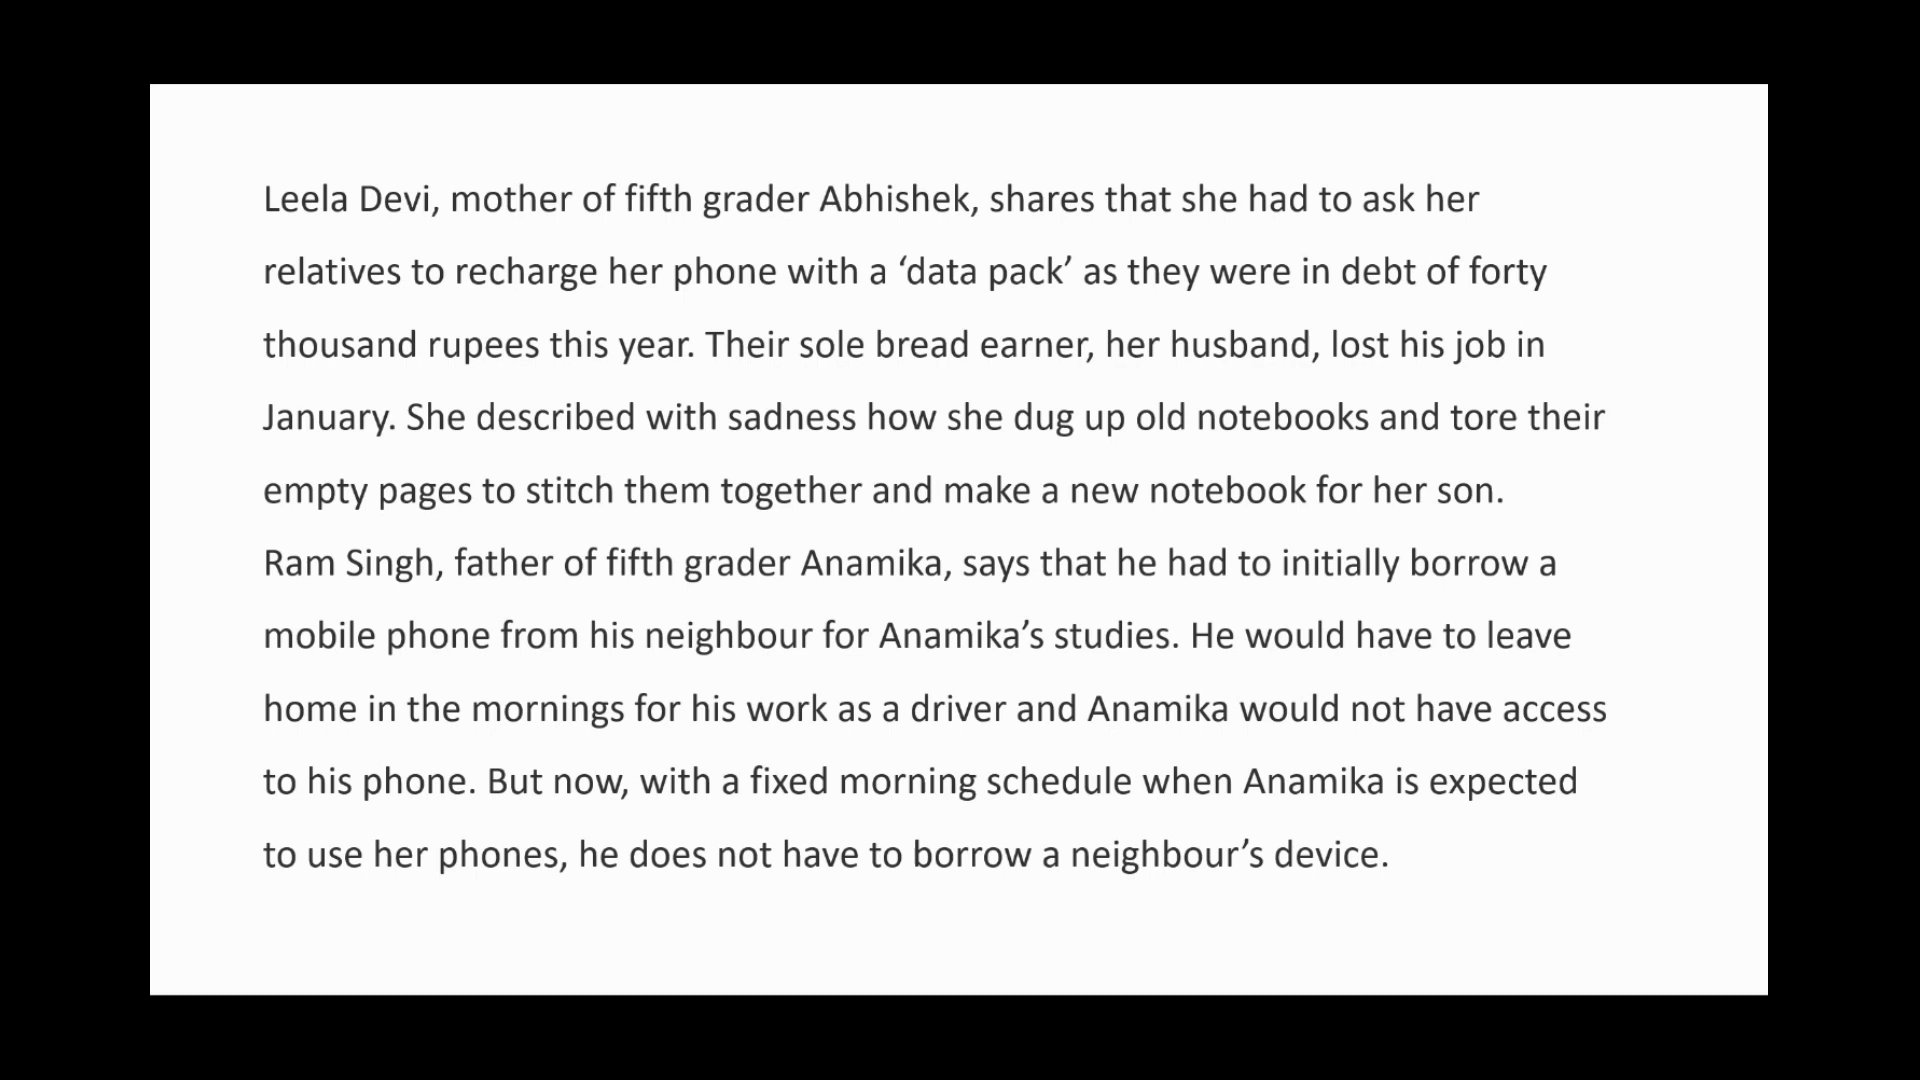 Leela Devi, mother of fifth grader Abhishek, shares that she had to ask her
relatives to recharge her phone with a ‘data pack’ as they were in debt of forty
thousand rupees this year. Their sole bread earner, her husband, lost his job in
January. She described with sadness how she dug up old notebooks and tore their
empty pages to stitch them together and make a new notebook for her son.
Ram Singh, father of fifth grader Anamika, says that he had to initially borrow a
mobile phone from his neighbour for Anamika’s studies. He would have to leave
home in the mornings for his work as a driver and Anamika would not have access
to his phone. But now, with a fixed morning schedule when Anamika is expected
to use her phones, he does not have to borrow a neighbour’s device.